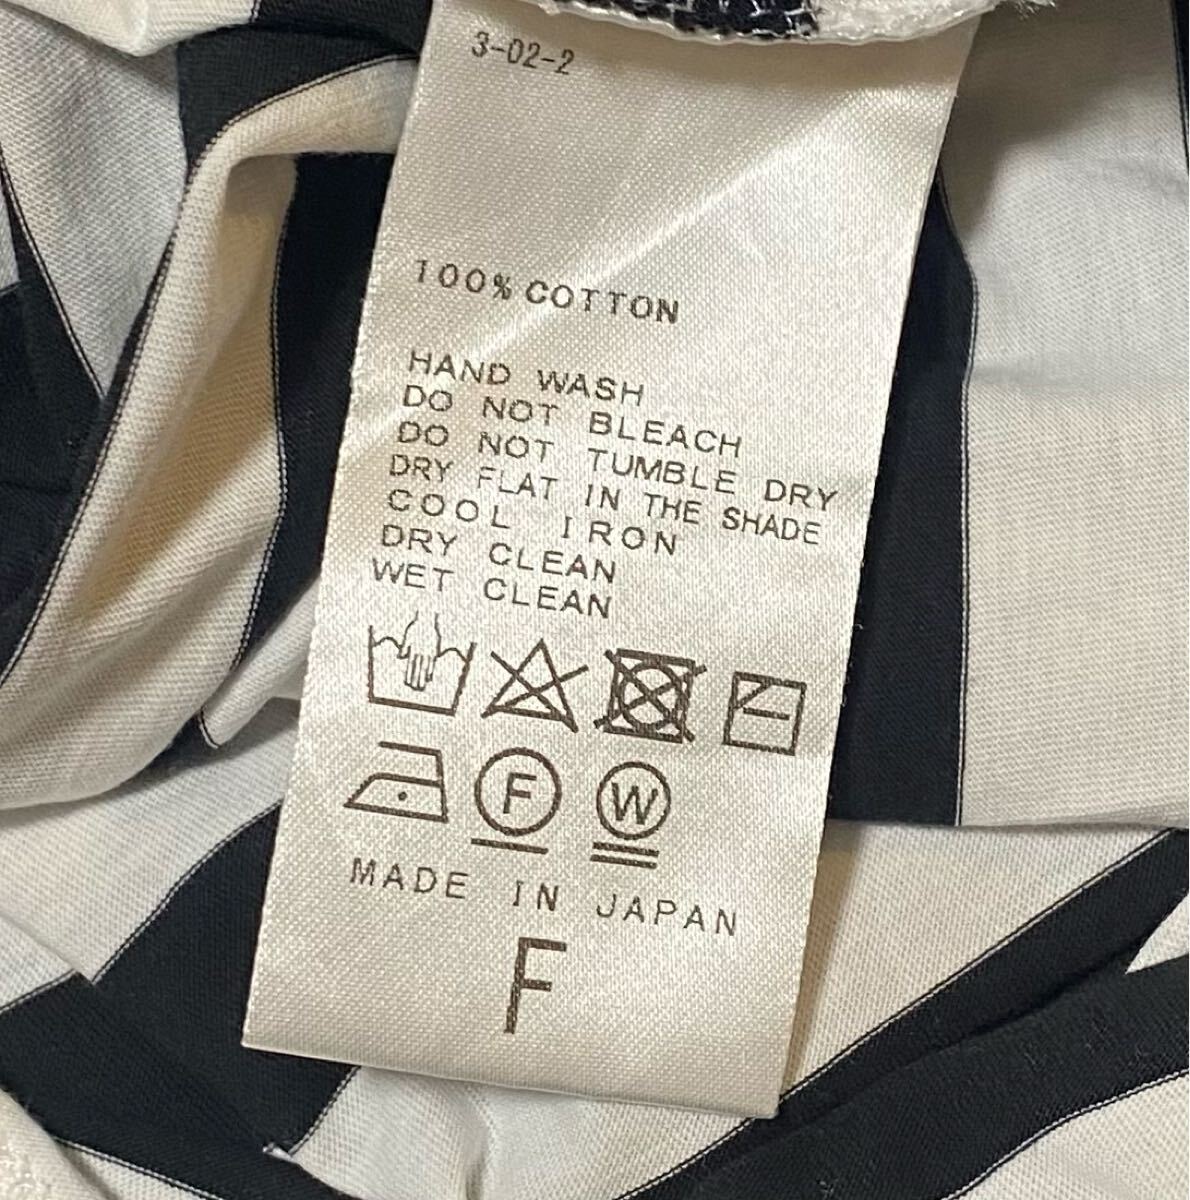 3-02-2
100% COTTON
HAND WASH
DO NOT BLEACH
DO NOT TUMBLE DRY
DRY FLAT IN THE SHADE
COOL IRON
DRY CLEAN
WET CLEAN
F W
MADE IN JAPAN
F